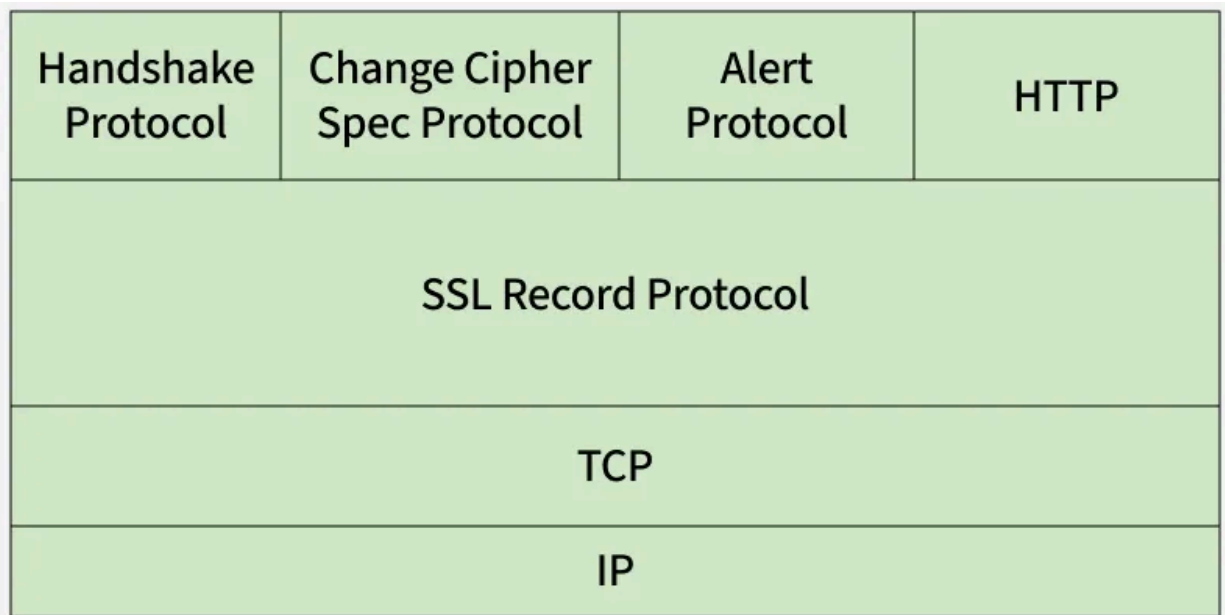 Handshake
Protocol
Change Cipher
Spec Protocol
Alert
Protocol
HTTP
SSL Record Protocol
TCP
IP